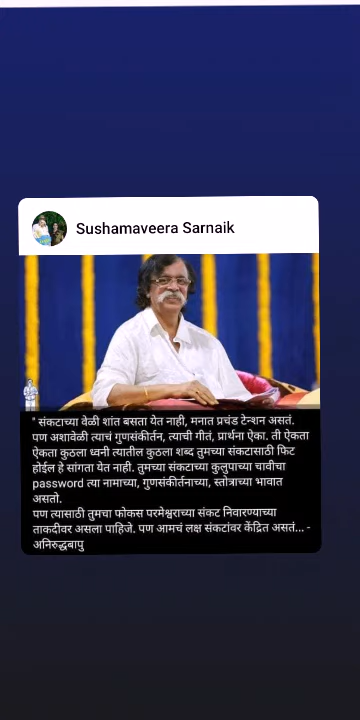 Sushamaveera Sarnaik
" संकटाच्या वेळी शांत बसता येत नाही, मनात प्रचंड टेन्शन असतं.
पण अशावेळी त्याचं गुणसंकीर्तन, त्याची गीतं, प्रार्थना ऐका. ती ऐकता
ऐकता कुठला ध्वनी त्यातील कुठला शब्द तुमच्या संकटासाठी फिट
होईल हे सांगता येत नाही. तुमच्या संकटाच्या कुलुपाच्या चावीचा
password त्या नामाच्या, गुणसंकीर्तनाच्या, स्तोत्राच्या भावात
असतो.
पण त्यासाठी तुमचा फोकस परमेश्वराच्या संकट निवारणयाच्या
ताकदीवर असला पाहिजे. पण आमचं लक्ष संकटांवर केंद्रित असतं... -
अनिरुद्धबापु